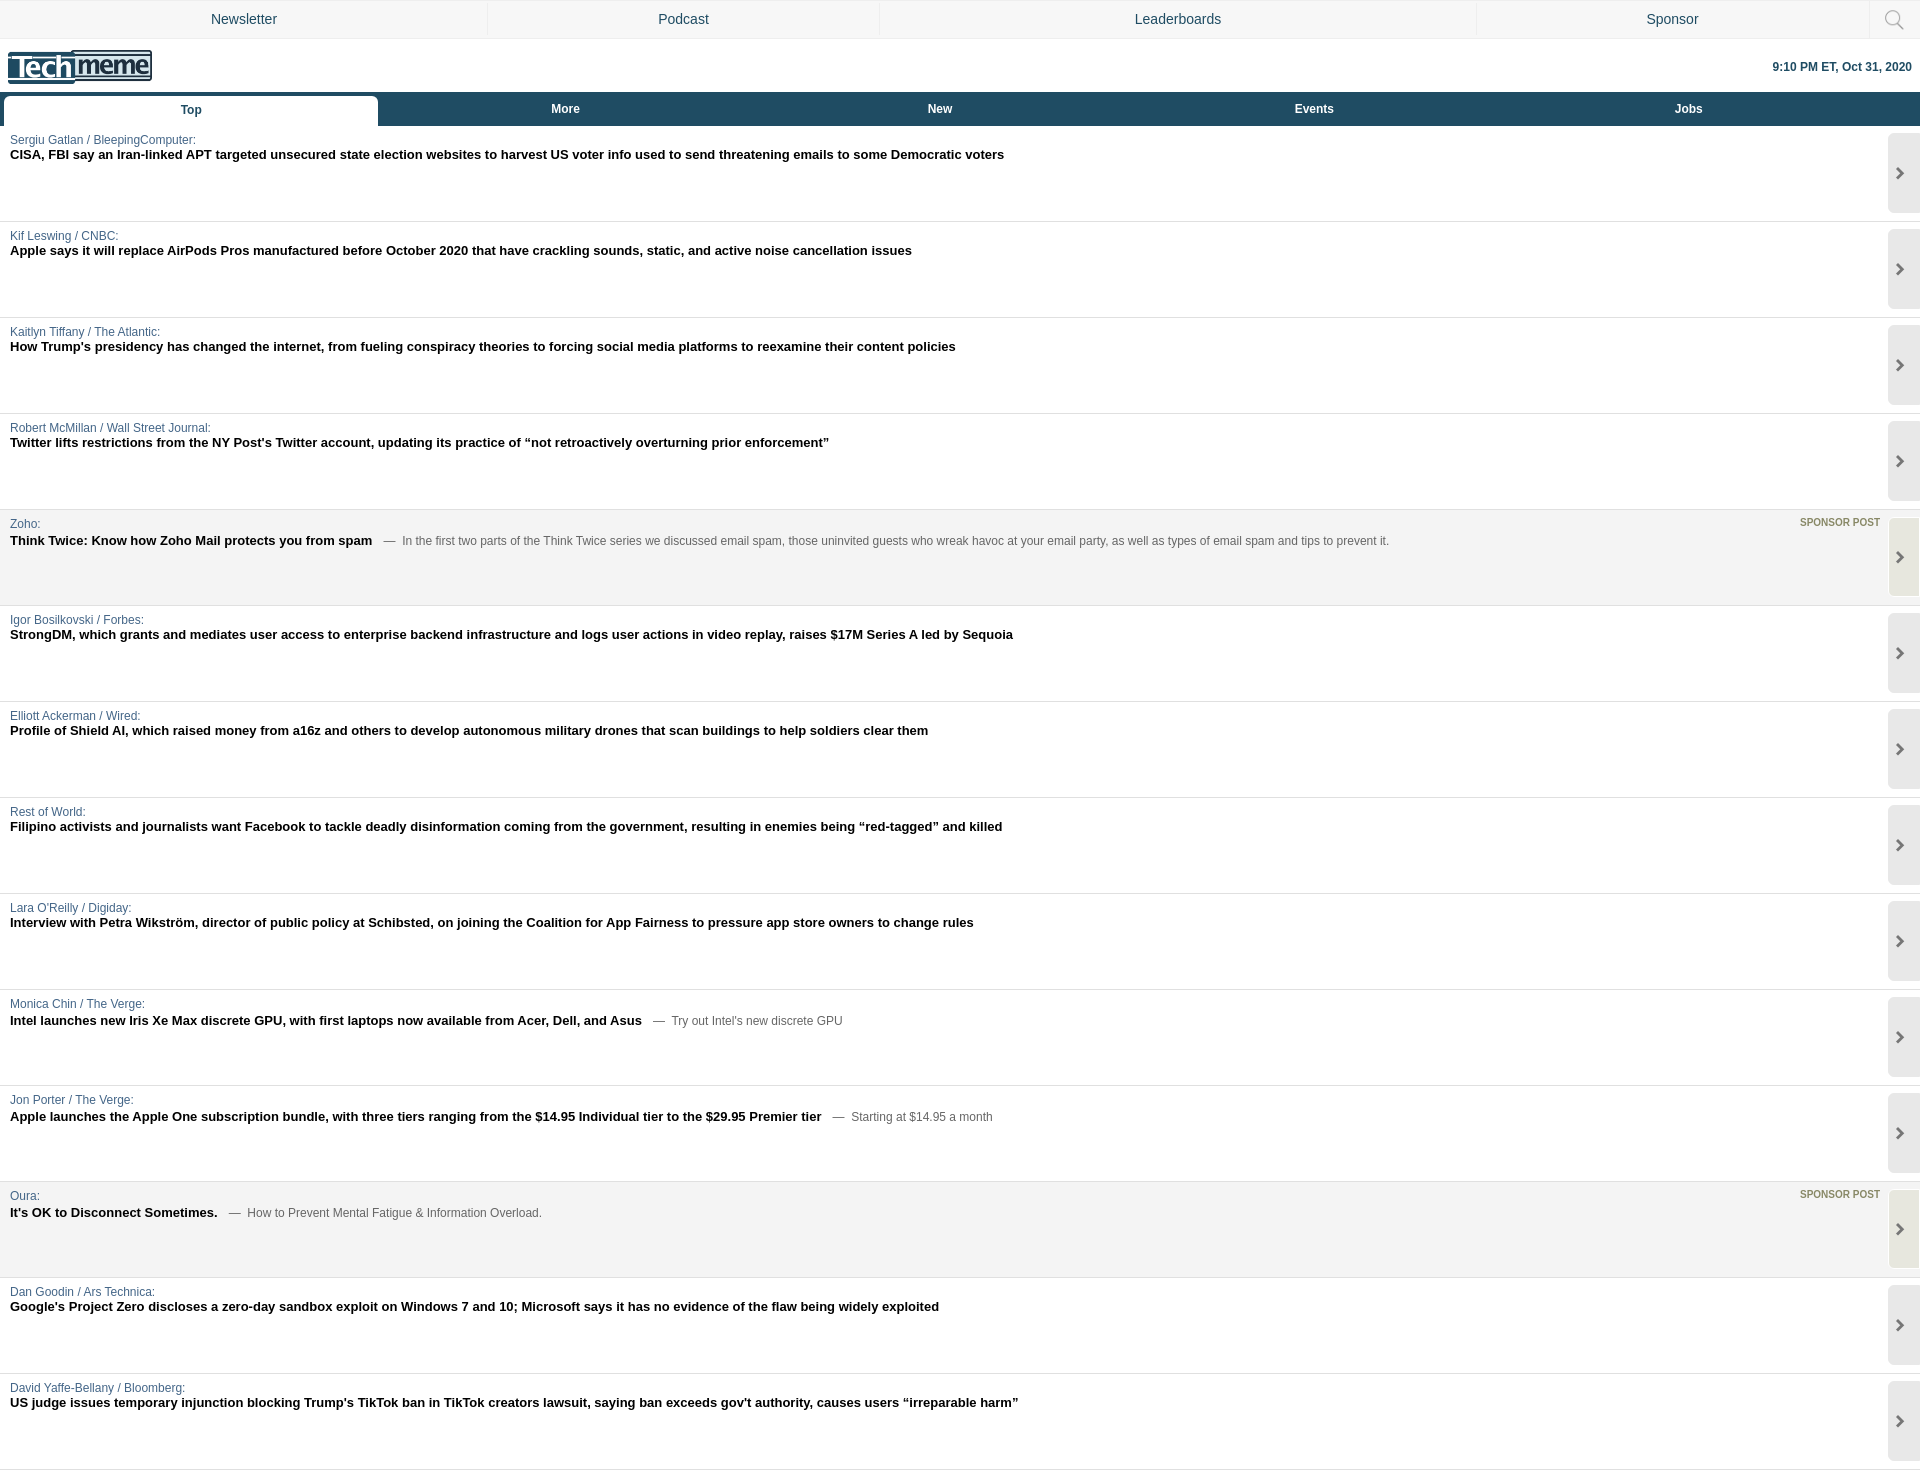 Newsletter
Podcast
Leaderboards
Sponsor
Techmeme
9:10 PM ET, Oct 31, 2020
Top
More
New
Events
Jobs
Sergiu Gatlan / BleepingComputer:
CISA, FBI say an Iran-linked APT targeted unsecured state election websites to harvest US voter info used to send threatening emails to some Democratic voters
Kif Leswing / CNBC:
Apple says it will replace AirPods Pros manufactured before October 2020 that have crackling sounds, static, and active noise cancellation issues
Kaitlyn Tiffany / The Atlantic:
How Trump's presidency has changed the internet, from fueling conspiracy theories to forcing social media platforms to reexamine their content policies
Robert McMillan / Wall Street Journal:
Twitter lifts restrictions from the NY Post's Twitter account, updating its practice of “not retroactively overturning prior enforcement”
Zoho:
SPONSOR POST
Think Twice: Know how Zoho Mail protects you from spam — In the first two parts of the Think Twice series we discussed email spam, those uninvited guests who wreak havoc at your email party, as well as types of email spam and tips to prevent it.
Igor Bosilkovski / Forbes:
StrongDM, which grants and mediates user access to enterprise backend infrastructure and logs user actions in video replay, raises $17M Series A led by Sequoia
Elliott Ackerman / Wired:
Profile of Shield AI, which raised money from a16z and others to develop autonomous military drones that scan buildings to help soldiers clear them
Rest of World:
Filipino activists and journalists want Facebook to tackle deadly disinformation coming from the government, resulting in enemies being “red-tagged” and killed
Lara O'Reilly / Digiday:
Interview with Petra Wikström, director of public policy at Schibsted, on joining the Coalition for App Fairness to pressure app store owners to change rules
Monica Chin / The Verge:
Intel launches new Iris Xe Max discrete GPU, with first laptops now available from Acer, Dell, and Asus — Try out Intel's new discrete GPU
Jon Porter / The Verge:
Apple launches the Apple One subscription bundle, with three tiers ranging from the $14.95 Individual tier to the $29.95 Premier tier — Starting at $14.95 a month
Oura:
SPONSOR POST
It's OK to Disconnect Sometimes. — How to Prevent Mental Fatigue & Information Overload.
Dan Goodin / Ars Technica:
Google's Project Zero discloses a zero-day sandbox exploit on Windows 7 and 10; Microsoft says it has no evidence of the flaw being widely exploited
David Yaffe-Bellany / Bloomberg:
US judge issues temporary injunction blocking Trump's TikTok ban in TikTok creators lawsuit, saying ban exceeds gov't authority, causes users “irreparable harm”